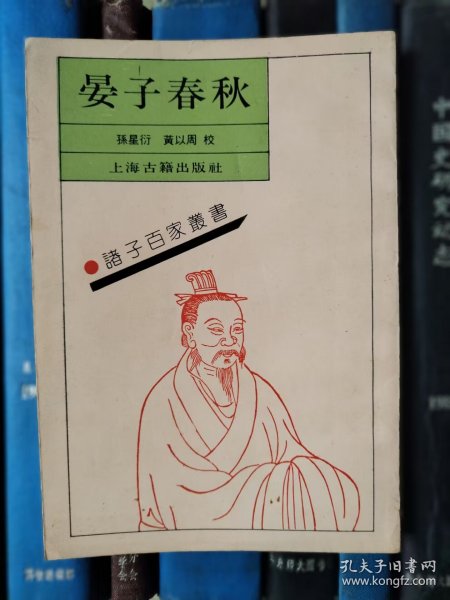 晏子春秋
孫星衍 黃以周 校
上海古籍出版社
諸子百家叢書
中国史研究动态
孔夫子旧书网
www.kongfz.com